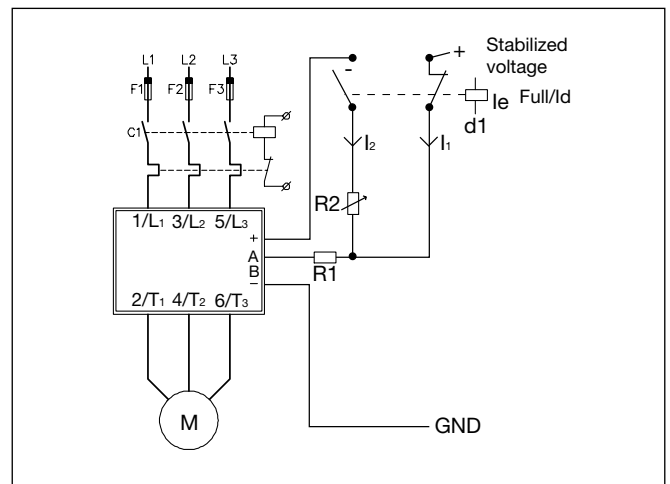 L1 L2 L3
F1 F2 F3
C1
+
-
Stabilized
voltage
Ie Full/Id
d1
I2 I1
R2
R1
1/L1 3/L2 5/L3
+
A
B
−
2/T1 4/T2 6/T3
M
GND